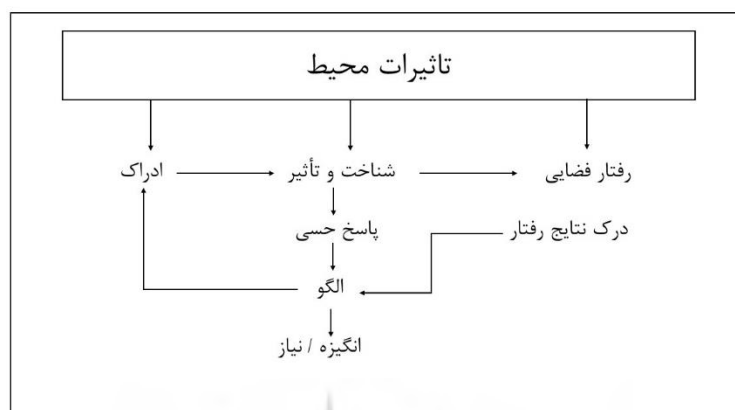 تاثیرات محیط
رفتار فضایی
شناخت و تأثیر
ادراک
درک نتایج رفتار
پاسخ حسی
الگو
انگیزه / نیاز